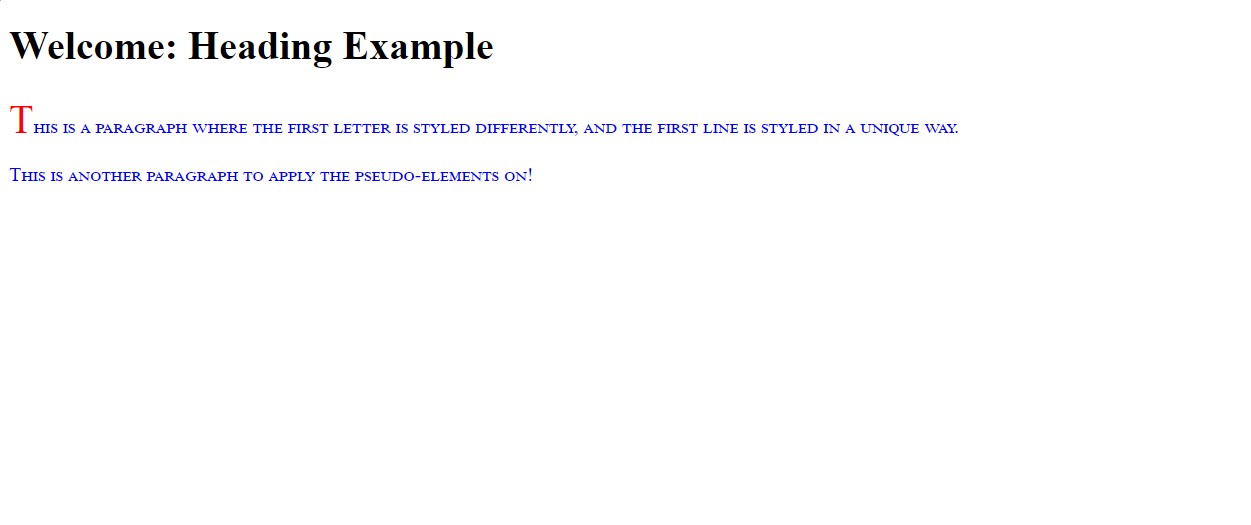 Welcome: Heading Example
This is a paragraph where the first letter is styled differently, and the first line is styled in a unique way.
This is another paragraph to apply the pseudo-elements on!